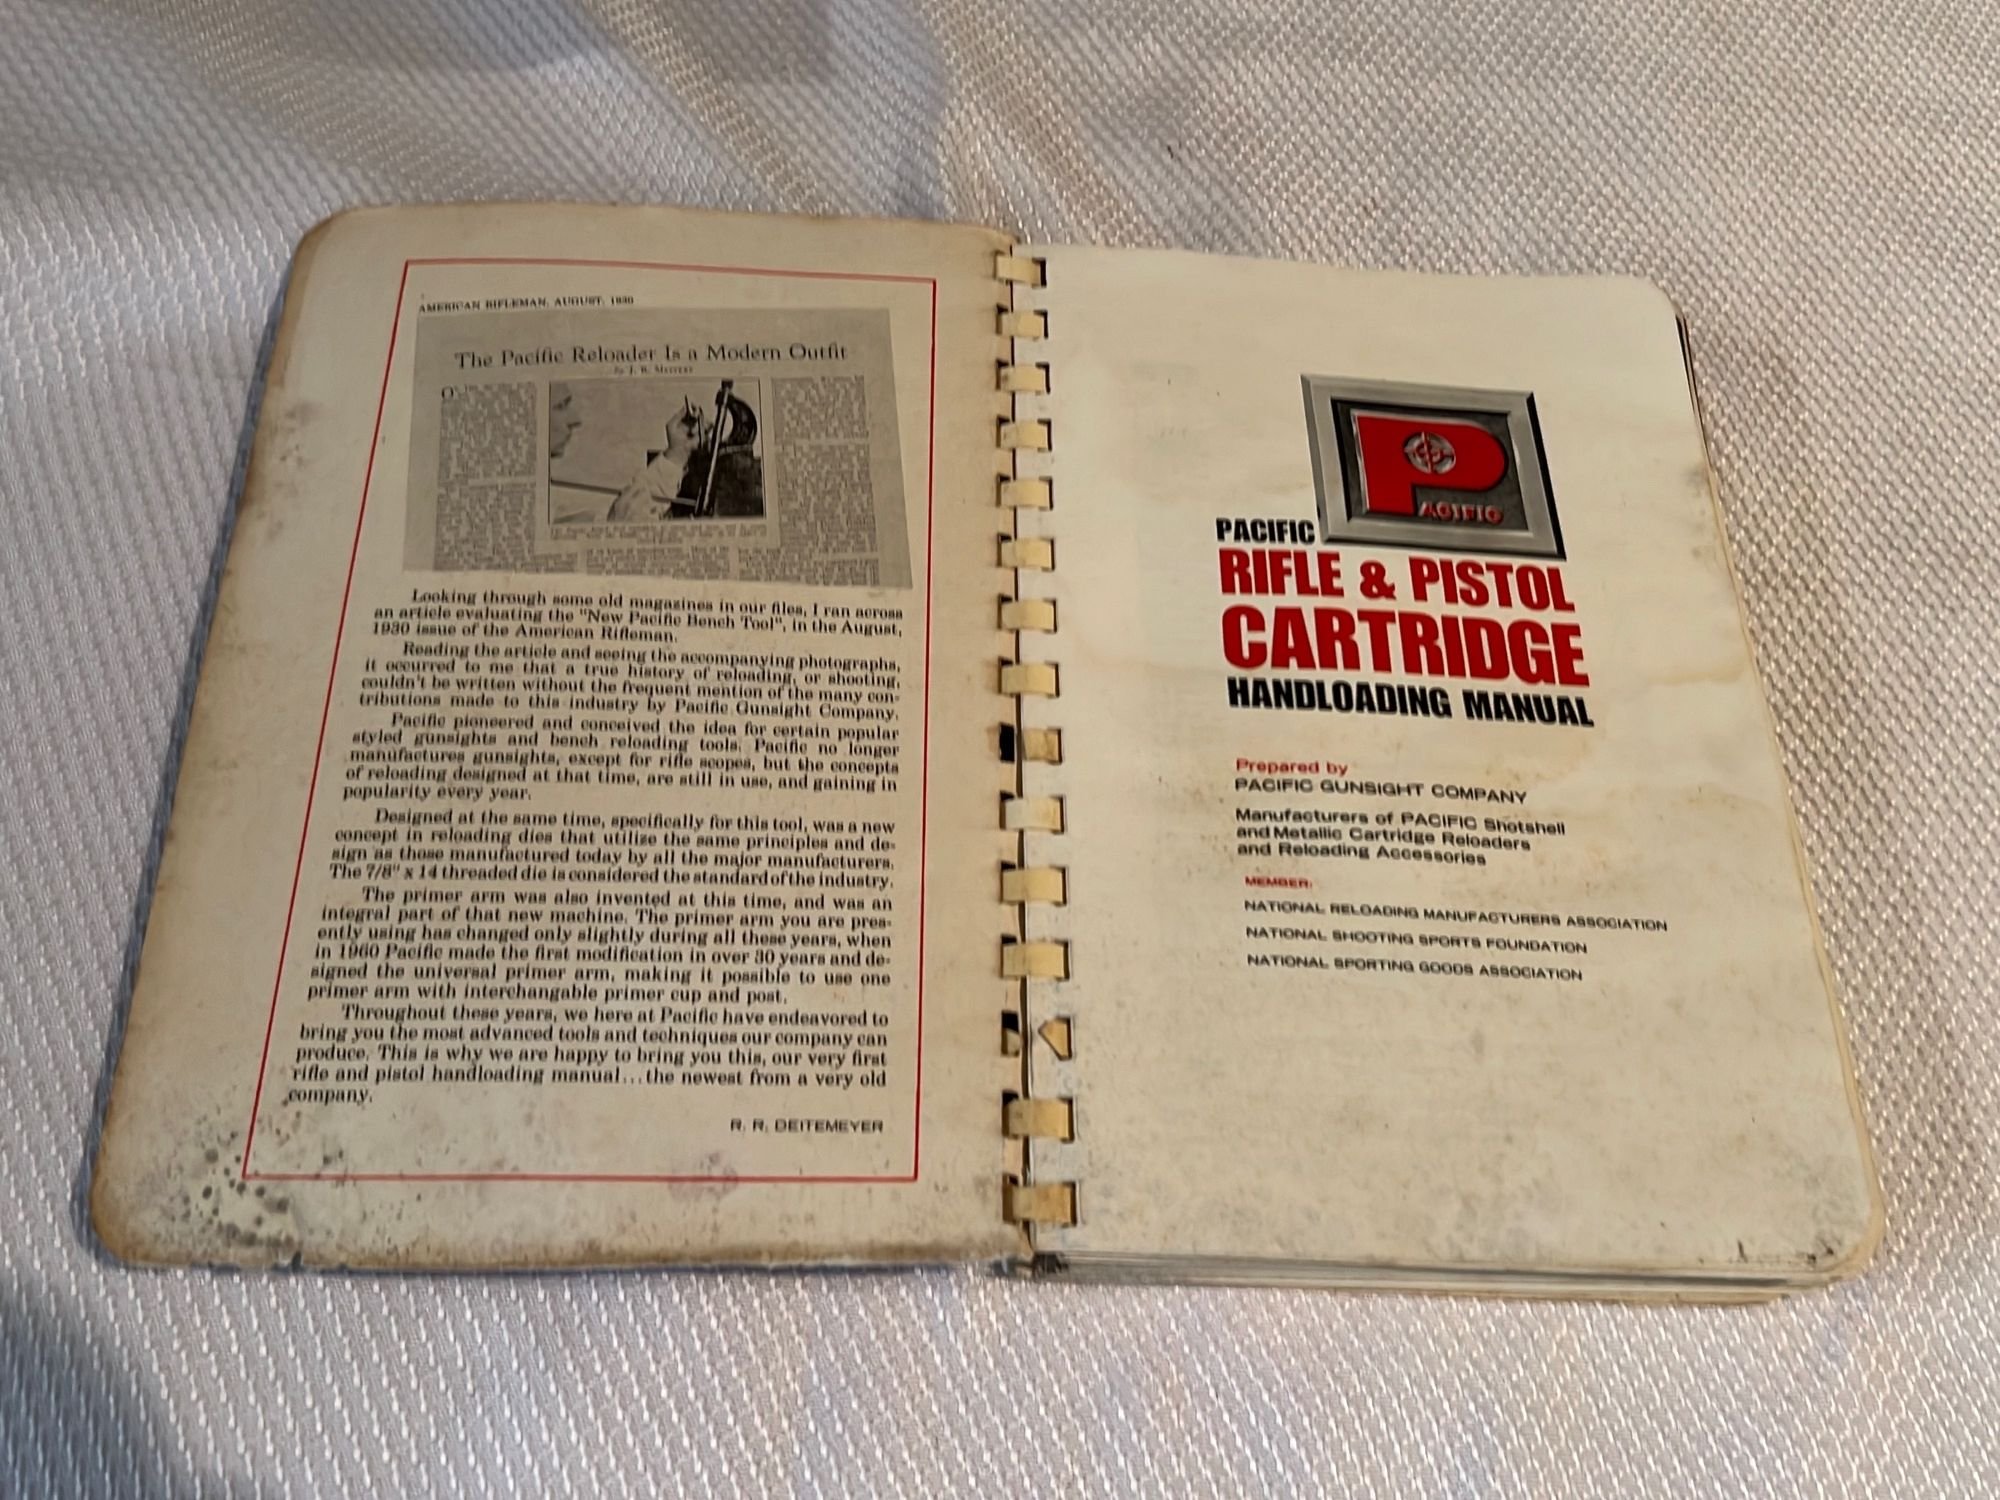 AMERICAN RIFLEMAN, AUGUST, 1930
The Pacific Reloader Is a Modern Outfit
Looking through some old magazines in our files, I ran across
an article evaluating the "New Pacific Bench Tool", in the August,
1930 issue of the American Rifleman.
Reading the article and seeing the accompanying photographs,
it occurred to me that a true history of reloading, or shooting,
couldn't be written without the frequent mention of the many con-
tributions made to this industry by Pacific Gunsight Company.
Pacific pioneered and conceived the idea for certain popular
styled gunsights and bench reloading tools. Pacific no longer
manufactures gunsights, except for rifle scopes, but the concepts
of reloading designed at that time, are still in use, and gaining in
popularity every year.
Designed at the same time, specifically for this tool, was a new
concept in reloading dies that utilize the same principles and de-
sign as those manufactured today by all the major manufacturers.
The 7/8" x 14 threaded die is considered the standard of the industry.
The primer arm was also invented at this time, and was an
integral part of that new machine. The primer arm you are pres-
ently using has changed only slightly during all these years, when
in 1960 Pacific made the first modification in over 30 years and de-
signed the universal primer arm, making it possible to use one
primer arm with interchangable primer cup and post.
Throughout these years, we here at Pacific have endeavored to
bring you the most advanced tools and techniques our company can
produce. This is why we are happy to bring you this, our very first
rifle and pistol handloading manual...the newest from a very old
company.
R. R. DEITEMEYER
PACIFIC
PACIFIC
RIFLE & PISTOL
CARTRIDGE
HANDLOADING MANUAL
Prepared by
PACIFIC GUNSIGHT COMPANY
Manufacturers of PACIFIC Shotshell
and Metallic Cartridge Reloaders
and Reloading Accessories
MEMBER:
NATIONAL RELOADING MANUFACTURERS ASSOCIATION
NATIONAL SHOOTING SPORTS FOUNDATION
NATIONAL SPORTING GOODS ASSOCIATION